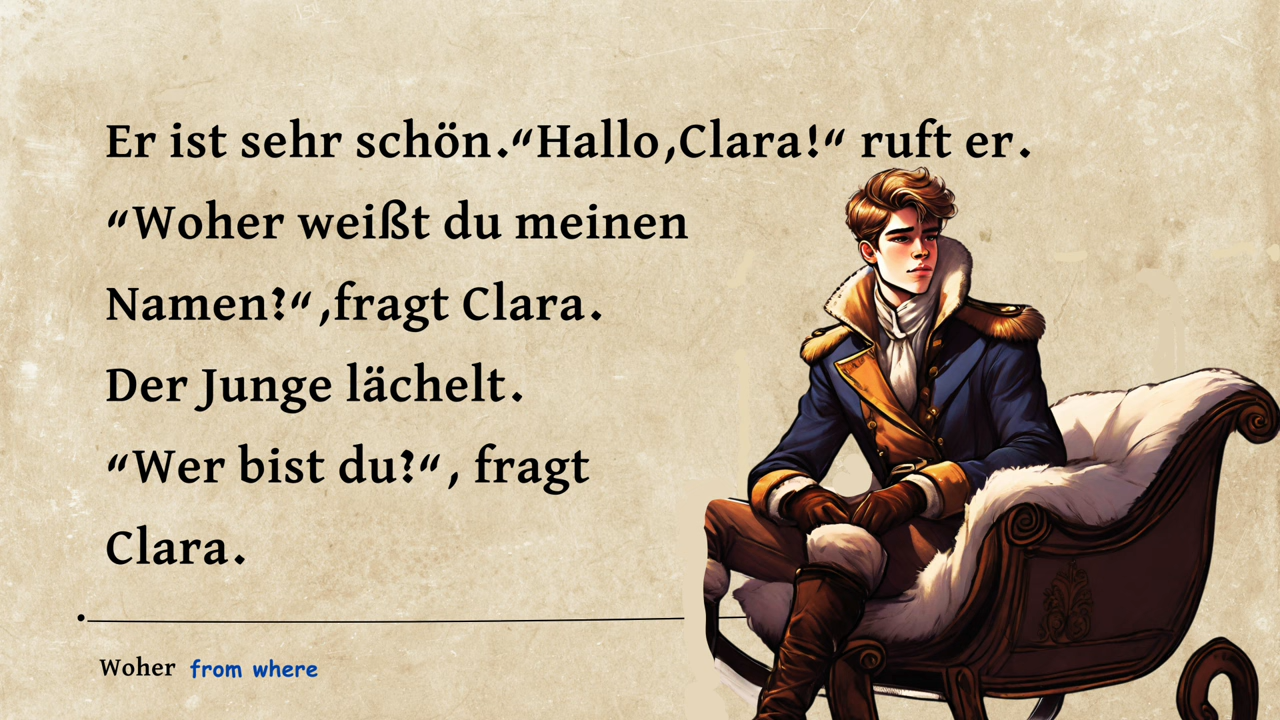 Er ist sehr schön.“Hallo,Clara!“ ruft er.
“Woher weißt du meinen
Namen?“,fragt Clara.
Der Junge lächelt.
“Wer bist du?“, fragt
Clara.
Woher from where